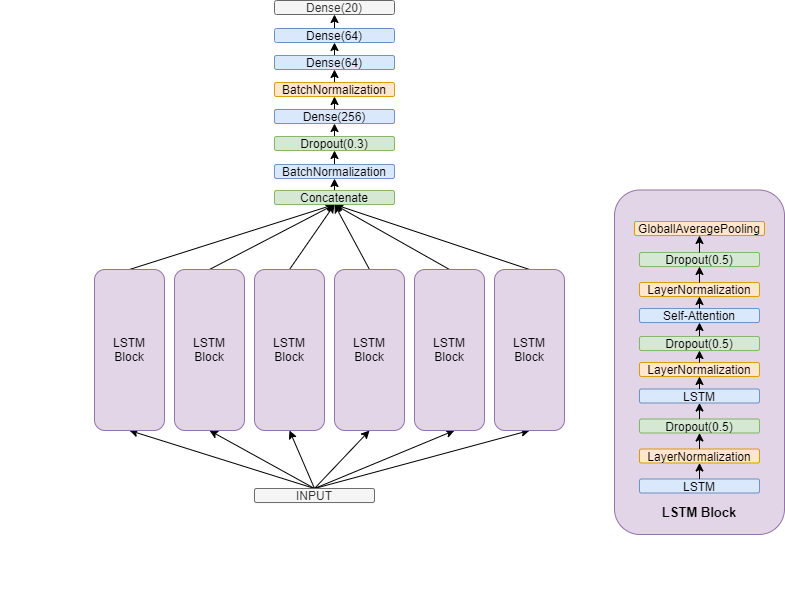 Dense(20)
Dense(64)
Dense(64)
BatchNormalization
Dense(256)
Dropout(0.3)
BatchNormalization
Concatenate
LSTM
Block
LSTM
Block
LSTM
Block
LSTM
Block
LSTM
Block
LSTM
Block
INPUT
GloballAveragePooling
Dropout(0.5)
LayerNormalization
Self-Attention
Dropout(0.5)
LayerNormalization
LSTM
Dropout(0.5)
LayerNormalization
LSTM
LSTM Block